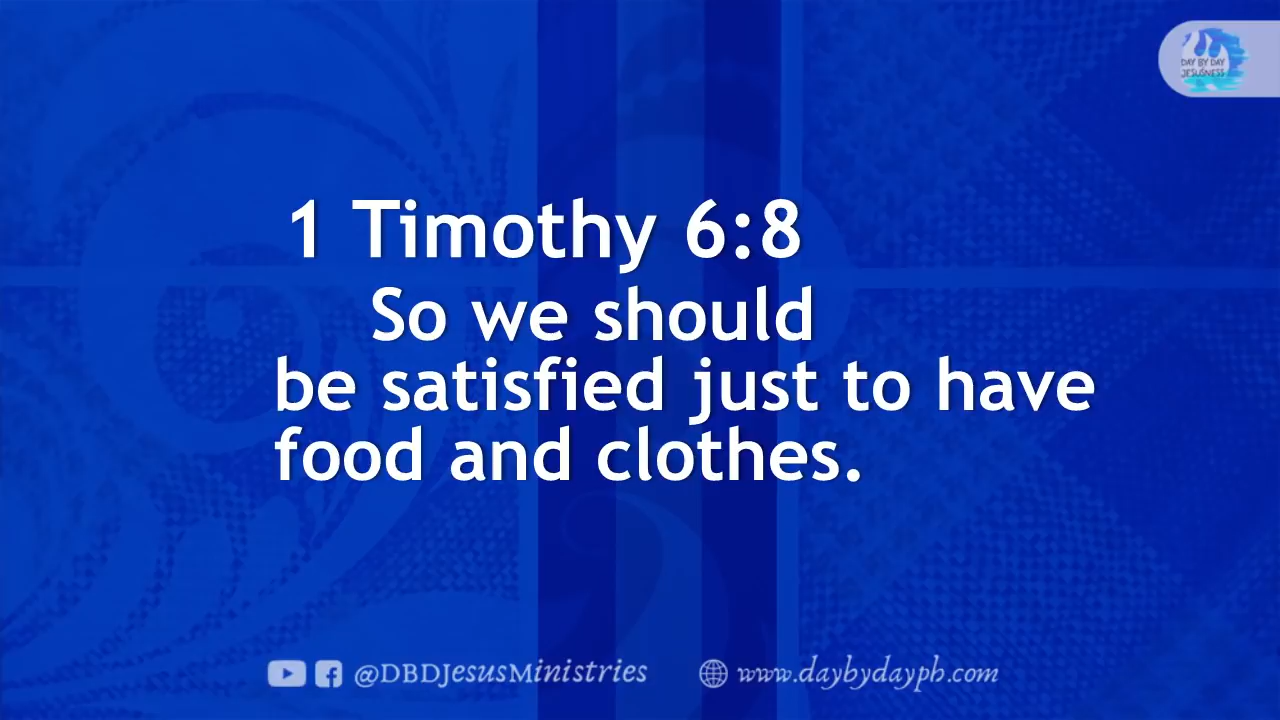 DAY BY DAY
JESUSNESS
1 Timothy 6:8
So we should
be satisfied just to have
food and clothes.
@DBDJesusMinistries www.daybydayph.com